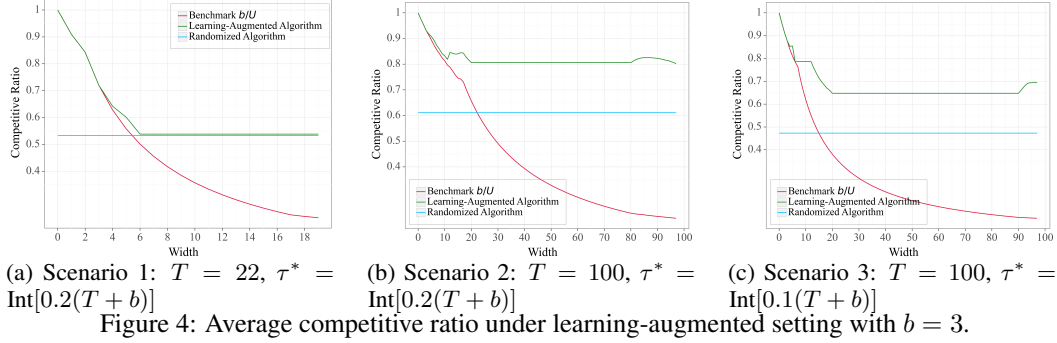 1
0.9
0.8
0.7
0.6
0.5
0.4
Competitive Ratio
Benchmark b/U
Learning-Augmented Algorithm
Randomized Algorithm
0 2 4 6 8 10 12 14 16 18
Width
1
0.9
0.8
0.7
0.6
0.5
0.4
Competitive Ratio
Benchmark b/U
Learning-Augmented Algorithm
Randomized Algorithm
0 10 20 30 40 50 60 70 80 90 100
Width
1
0.9
0.8
0.7
0.6
0.5
0.4
Competitive Ratio
Benchmark b/U
Learning-Augmented Algorithm
Randomized Algorithm
0 10 20 30 40 50 60 70 80 90 100
Width
(a) Scenario 1: T = 22, τ* =
Int[0.2(T + b)]
(b) Scenario 2: T = 100, τ* =
Int[0.2(T + b)]
(c) Scenario 3: T = 100, τ* =
Int[0.1(T + b)]
Figure 4: Average competitive ratio under learning-augmented setting with b = 3.